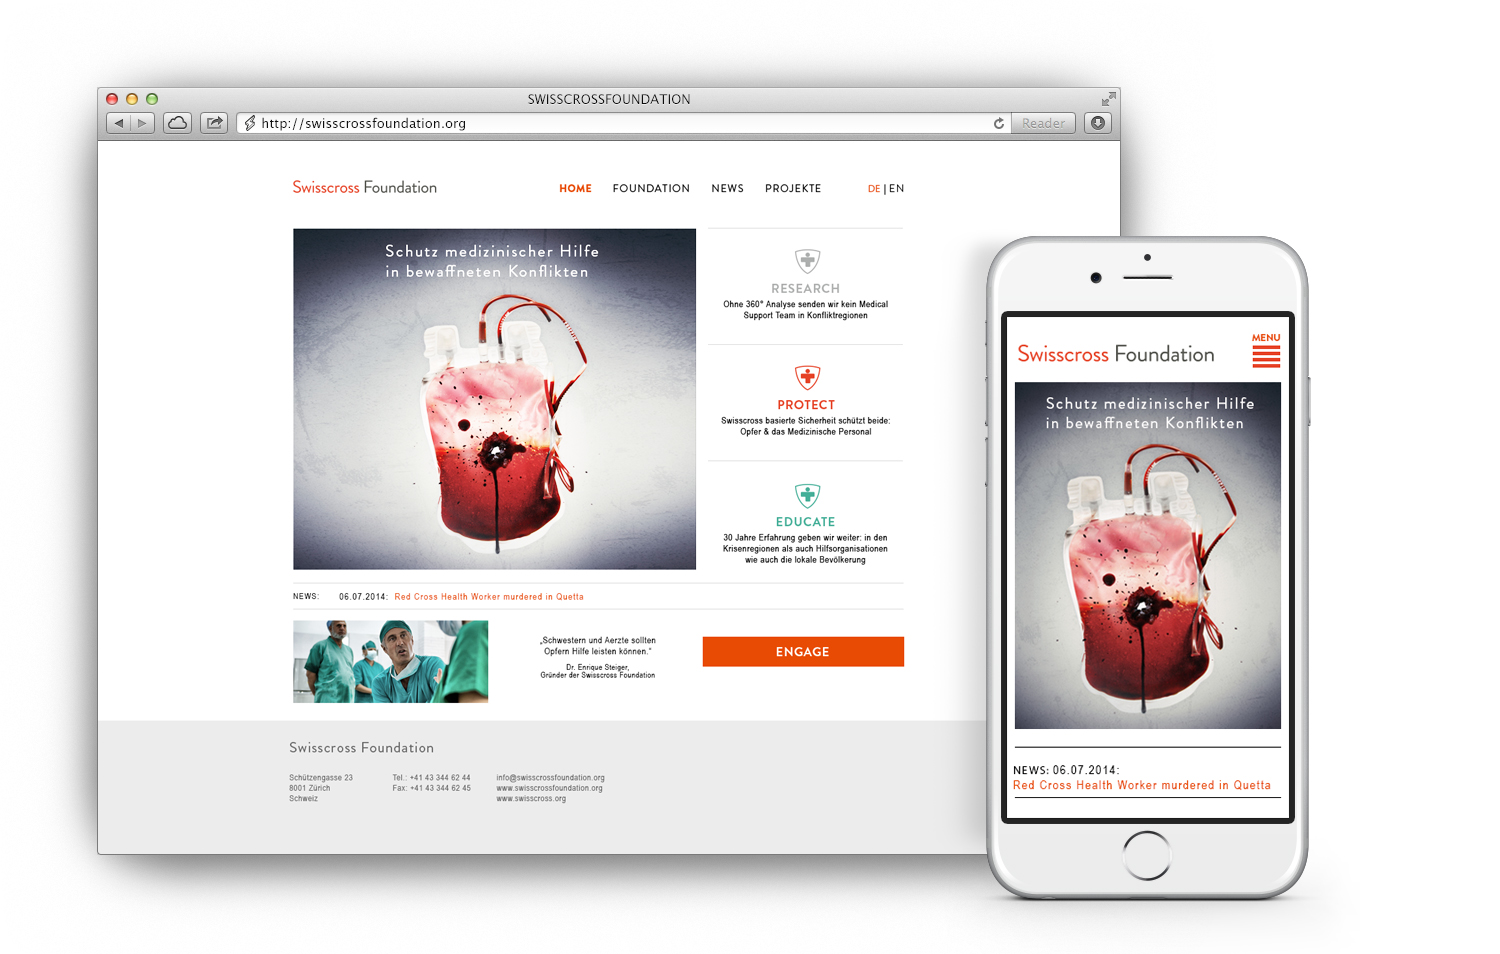 SWISSCROSSFOUNDATION
http://swisscrossfoundation.org
Reader
Swisscross Foundation
HOME FOUNDATION NEWS PROJEKTE DE | EN
Schutz medizinischer Hilfe
in bewaffneten Konflikten
RESEARCH
Ohne 360° Analyse senden wir kein Medical
Support Team in Konfliktregionen
PROTECT
Swisscross basierte Sicherheit schützt beide:
Opfer & das Medizinische Personal
EDUCATE
30 Jahre Erfahrung geben wir weiter: in den
Krisenregionen als auch Hilfsorganisationen
wie auch die lokale Bevölkerung
NEWS: 06.07.2014: Red Cross Health Worker murdered in Quetta
„Schwestern und Aerzte sollten
Opfern Hilfe leisten können.“
Dr. Enrique Steiger,
Gründer der Swisscross Foundation
ENGAGE
Swisscross Foundation
Schützengasse 23
8001 Zürich
Schweiz
Tel.: +41 43 344 62 44
Fax: +41 43 344 62 45
info@swisscrossfoundation.org
www.swisscrossfoundation.org
www.swisscross.org
MENU
Swisscross Foundation
Schutz medizinischer Hilfe
in bewaffneten Konflikten
NEWS: 06.07.2014:
Red Cross Health Worker murdered in Quetta